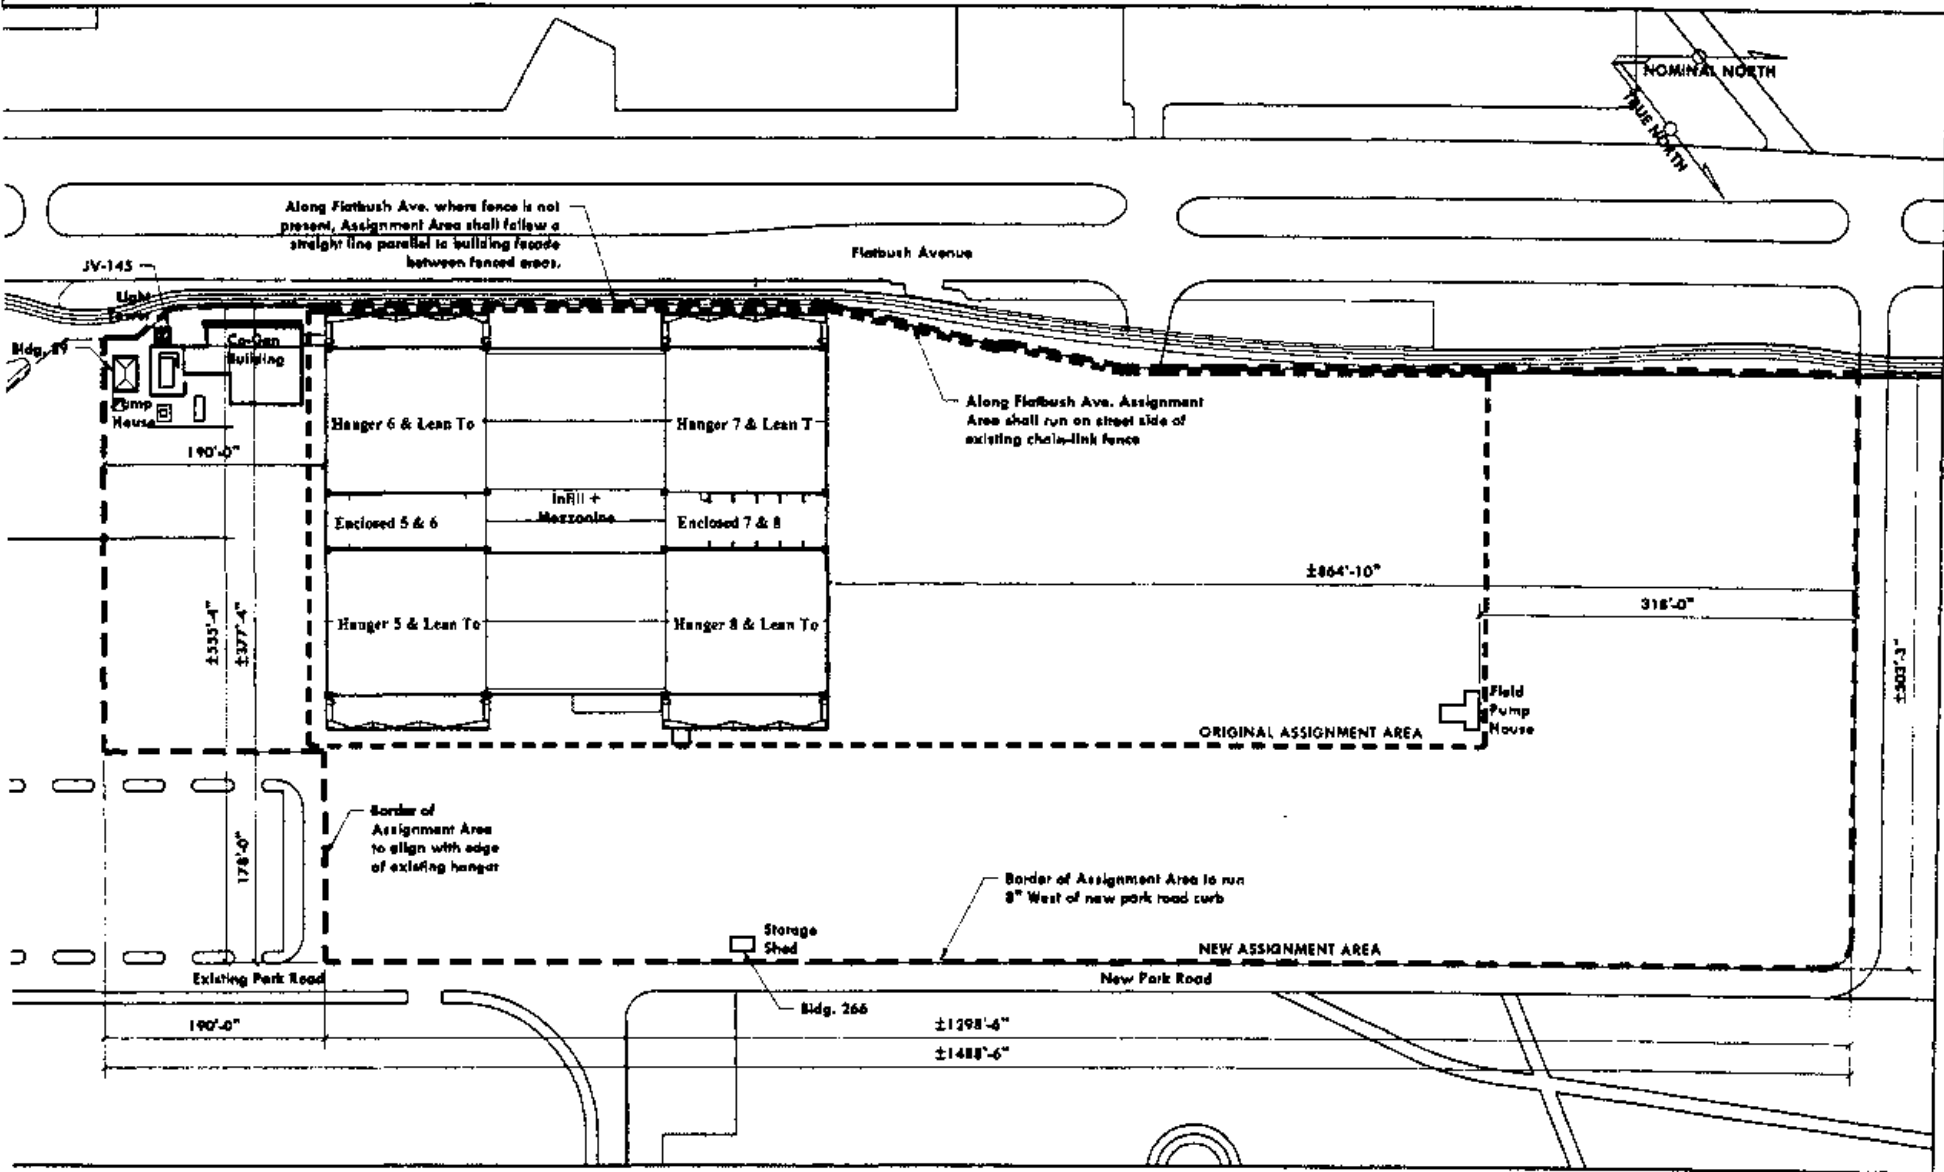 NOMINAL NORTH
TRUE NORTH
Along Flatbush Ave. where fence is not
present, Assignment Area shall follow a
straight line parallel to building facade
between fenced areas.
Flatbush Avenue
JV-145
Light
Bldg. 89
Co-Gen
Building
Pump
House
190'-0"
Hanger 6 & Lean To
Hanger 7 & Lean T
Along Flatbush Ave. Assignment
Area shall run on street side of
existing chain-link fence
Infill +
Mezzanine
Enclosed 5 & 6
Enclosed 7 & 8
±864'-10"
318'-0"
±555'-4"
±377'-4"
Hanger 5 & Lean To
Hanger 8 & Lean To
±503'-3"
Field
Pump
House
ORIGINAL ASSIGNMENT AREA
Border of
Assignment Area
to align with edge
of existing hangar
178'-0"
Border of Assignment Area to run
8" West of new park road curb
Storage
Shed
NEW ASSIGNMENT AREA
Existing Park Road
New Park Road
Bldg. 266
190'-0"
±1298'-6"
±1488'-6"